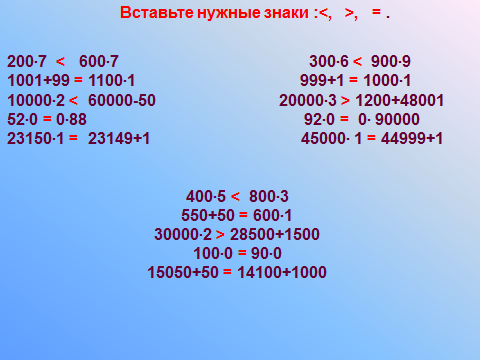 Вставьте нужные знаки :<, >, = .
200·7 < 600·7
1001+99 = 1100·1
10000·2 < 60000-50
52·0 = 0·88
23150·1 = 23149+1
300·6 < 900·9
999+1 = 1000·1
20000·3 > 1200+48001
92·0 = 0· 90000
45000· 1 = 44999+1
400·5 < 800·3
550+50 = 600·1
30000·2 > 28500+1500
100·0 = 90·0
15050+50 = 14100+1000